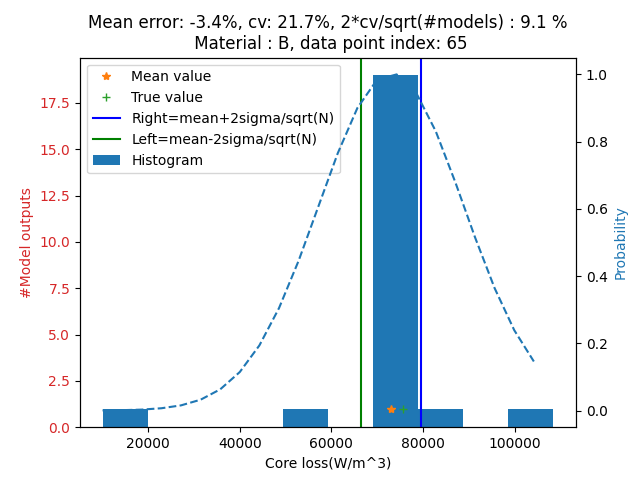 Mean error: -3.4%, cv: 21.7%, 2*cv/sqrt(#models) : 9.1 %
Material : B, data point index: 65
Mean value
True value
Right=mean+2sigma/sqrt(N)
Left=mean-2sigma/sqrt(N)
Histogram
#Model outputs
17.5
15.0
12.5
10.0
7.5
5.0
2.5
0.0
1.0
0.8
0.6
0.4
0.2
0.0
Probability
20000 40000 60000 80000 100000
Core loss(W/m^3)